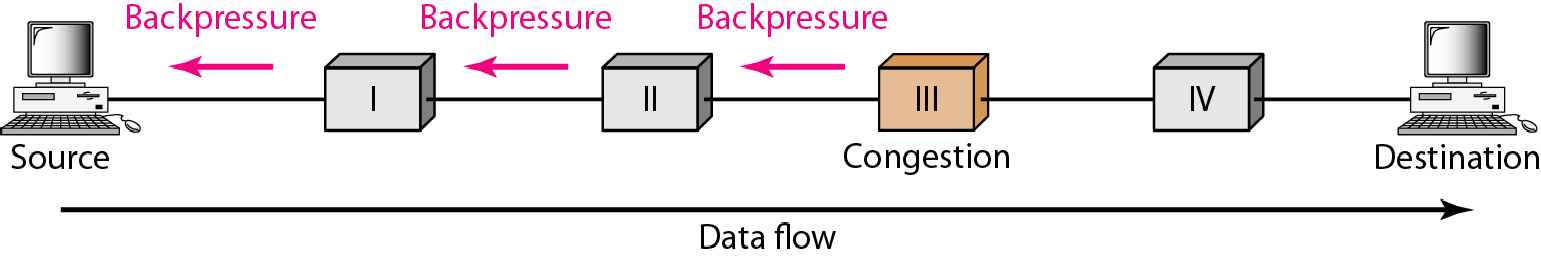 Backpressure Backpressure Backpressure
I II III IV
Source Congestion Destination
Data flow